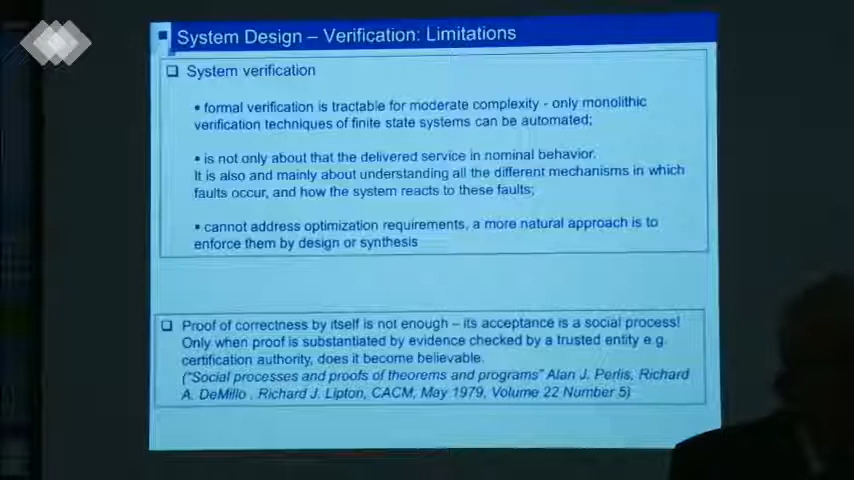 System Design – Verification: Limitations
System verification
formal verification is tractable for moderate complexity - only monolithic
verification techniques of finite state systems can be automated;
is not only about that the delivered service in nominal behavior.
It is also and mainly about understanding all the different mechanisms in which
faults occur, and how the system reacts to these faults;
cannot address optimization requirements, a more natural approach is to
enforce them by design or synthesis
Proof of correctness by itself is not enough – its acceptance is a social process!
Only when proof is substantiated by evidence checked by a trusted entity e.g.
certification authority, does it become believable.
("Social processes and proofs of theorems and programs" Alan J. Perlis, Richard
A. DeMillo , Richard J. Lipton, CACM, May 1979, Volume 22 Number 5)